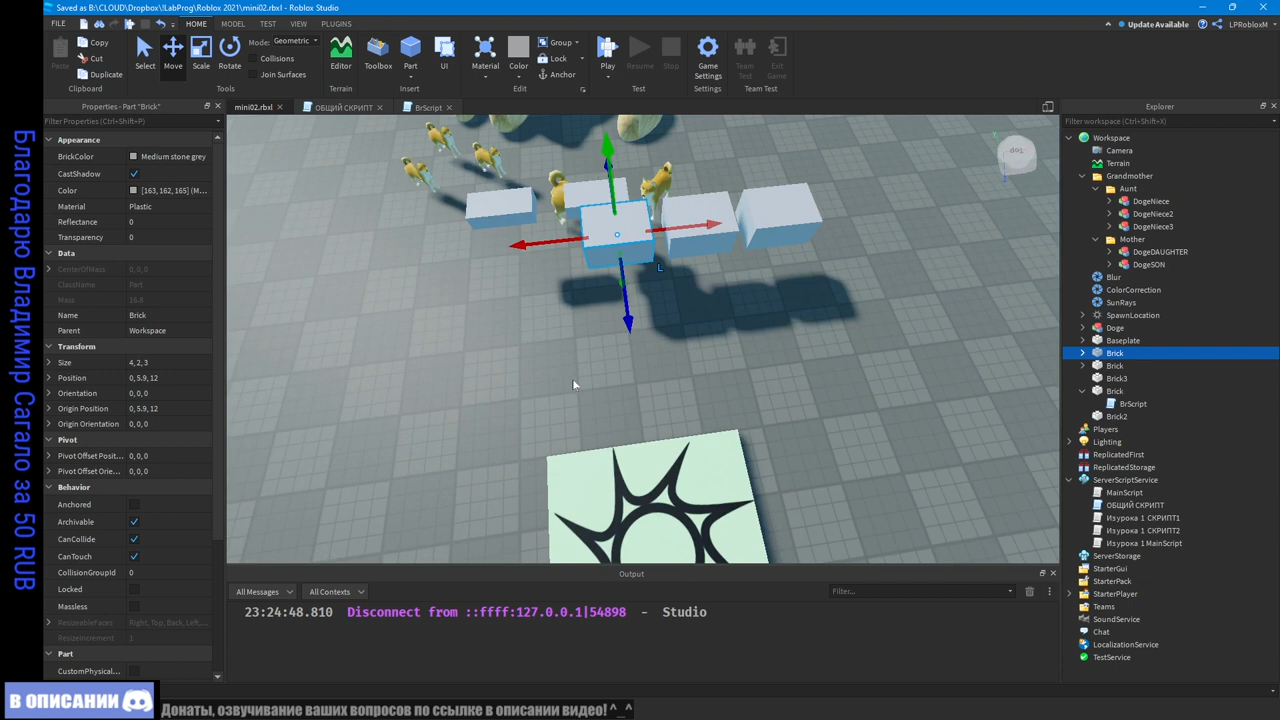 Saved as B:\CLOUD\Dropbox\!LabProg\Roblox 2021\mini02.rbxl - Roblox Studio
FILE
HOME
MODEL
TEST
VIEW
PLUGINS
Update Available
LPRobloxM
Paste
Copy
Cut
Duplicate
Clipboard
Select
Move
Scale
Rotate
Mode: Geometric
Collisions
Join Surfaces
Tools
Editor
Terrain
Toolbox
Part
UI
Insert
Material
Color
Group
Lock
Anchor
Edit
Play
Resume
Stop
Test
Game Settings
Settings
Team Test
Exit Game
Team Test
Properties - Part "Brick"
mini02.rbxl
ОБЩИЙ СКРИПТ
BrScript
Explorer
Filter Properties (Ctrl+Shift+P)
Appearance
BrickColor Medium stone grey
CastShadow
Color [163, 162, 165] (M...
Material Plastic
Reflectance 0
Transparency 0
Data
CenterOfMass 0, 0, 0
ClassName Part
Mass 16.8
Name Brick
Parent Workspace
Transform
Size 4, 2, 3
Position 0, 5.9, 12
Orientation 0, 0, 0
Origin Position 0, 5.9, 12
Origin Orientation 0, 0, 0
Pivot
Pivot Offset Posit... 0, 0, 0
Pivot Offset Orie... 0, 0, 0
Behavior
Anchored
Archivable
CanCollide
CanTouch
CollisionGroupId 0
Locked
Massless
ResizeableFaces Right, Top, Back, Left,...
ResizeIncrement 1
Part
CustomPhysical...
L
Filter workspace (Ctrl+Shift+X)
Workspace
Camera
Terrain
Grandmother
Aunt
DogeNiece
DogeNiece2
DogeNiece3
Mother
DogeDAUGHTER
DogeSON
Blur
ColorCorrection
SunRays
SpawnLocation
Doge
Baseplate
Brick
Brick
Brick3
Brick
BrScript
Brick2
Players
Lighting
ReplicatedFirst
ReplicatedStorage
ServerScriptService
MainScript
ОБЩИЙ СКРИПТ
Из урока 1 СКРИПТ1
Из урока 1 СКРИПТ2
Из урока 1 MainScript
ServerStorage
StarterGui
StarterPack
StarterPlayer
Teams
SoundService
Chat
LocalizationService
TestService
Output
All Messages
All Contexts
Filter...
23:24:48.810 Disconnect from ::ffff:127.0.0.1|54898 - Studio
Благодарю Владимир Сагало за 50 RUB
В ОПИСАНИИ
Донаты, озвучивание ваших вопросов по ссылке в описании видео! ^_^